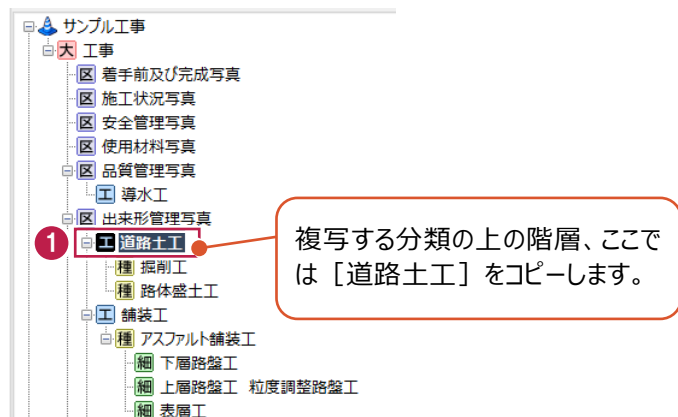 サンプル工事
大 工事
区 着手前及び完成写真
区 施工状況写真
区 安全管理写真
区 使用材料写真
区 品質管理写真
工 導水工
区 出来形管理写真
1 工 道路土工
種 掘削工
種 路体盛土工
工 舗装工
種 アスファルト舗装工
細 下層路盤工
細 上層路盤工 粒度調整路盤工
細 表層工
複写する分類の上の階層、ここで
は［道路土工］をコピーします。